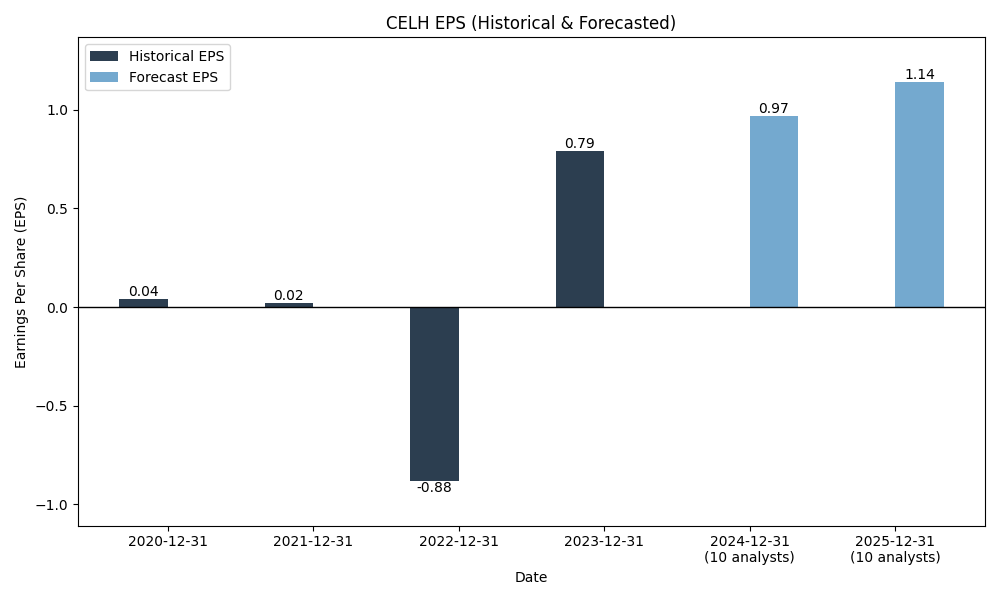 CELH EPS (Historical & Forecasted)
Historical EPS
Forecast EPS
1.0
0.5
0.0
−0.5
−1.0
Earnings Per Share (EPS)
0.04
0.02
-0.88
0.79
0.97
1.14
2020-12-31
2021-12-31
2022-12-31
2023-12-31
2024-12-31
(10 analysts)
2025-12-31
(10 analysts)
Date